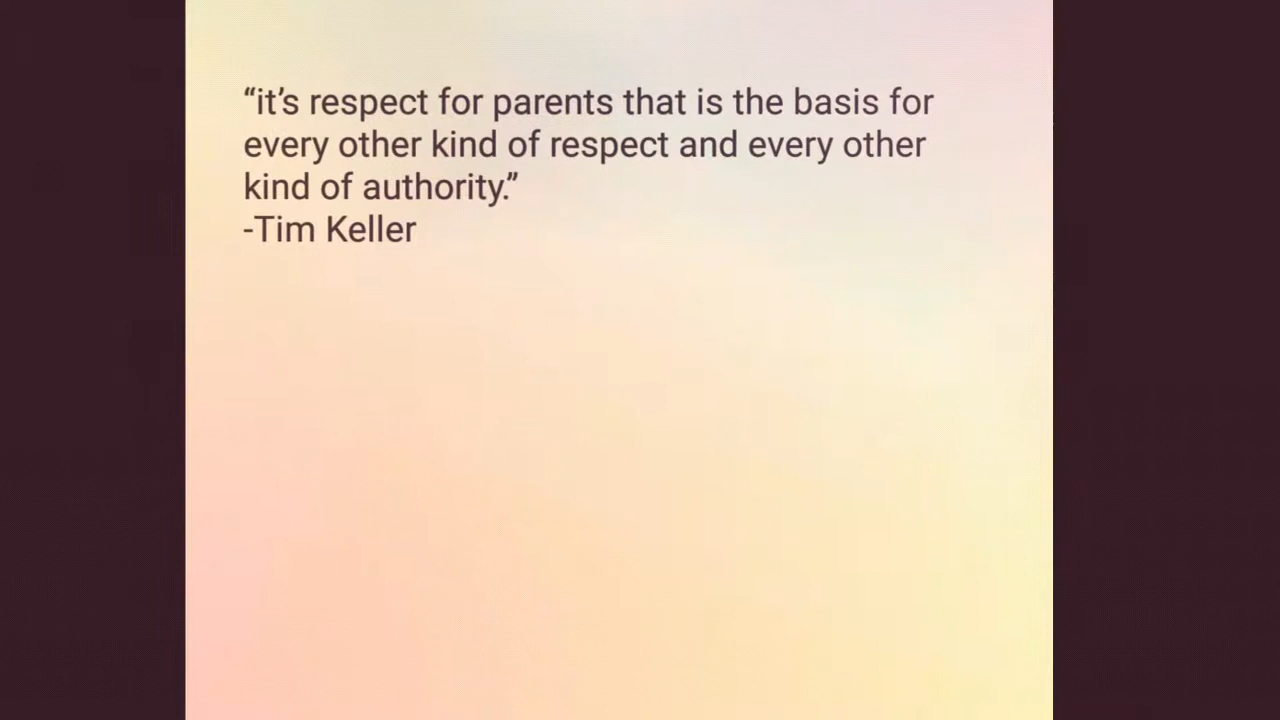 “it’s respect for parents that is the basis for
every other kind of respect and every other
kind of authority.”
-Tim Keller